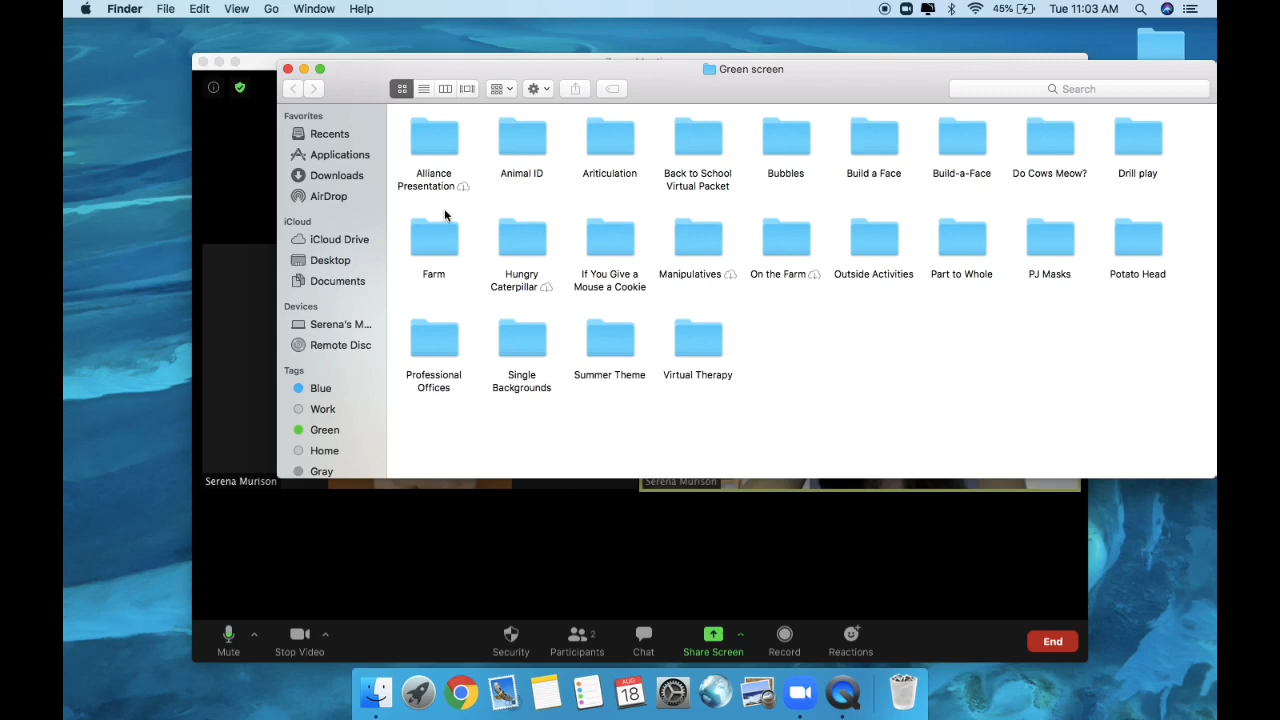 Finder File Edit View Go Window Help
45% Tue 11:03 AM
Green screen
Search
Favorites
Recents
Applications
Downloads
AirDrop
iCloud
iCloud Drive
Desktop
Documents
Devices
Serena's M...
Remote Disc
Tags
Blue
Work
Green
Home
Gray
Alliance
Presentation
Animal ID
Ariticulation
Back to School
Virtual Packet
Bubbles
Build a Face
Build-a-Face
Do Cows Meow?
Drill play
Farm
Hungry
Caterpillar
If You Give a
Mouse a Cookie
Manipulatives
On the Farm
Outside Activities
Part to Whole
PJ Masks
Potato Head
Professional
Offices
Single
Backgrounds
Summer Theme
Virtual Therapy
Serena Murison
Serena Murison
Mute
Stop Video
Security
Participants
2
Chat
Share Screen
Record
Reactions
End
AUG
18